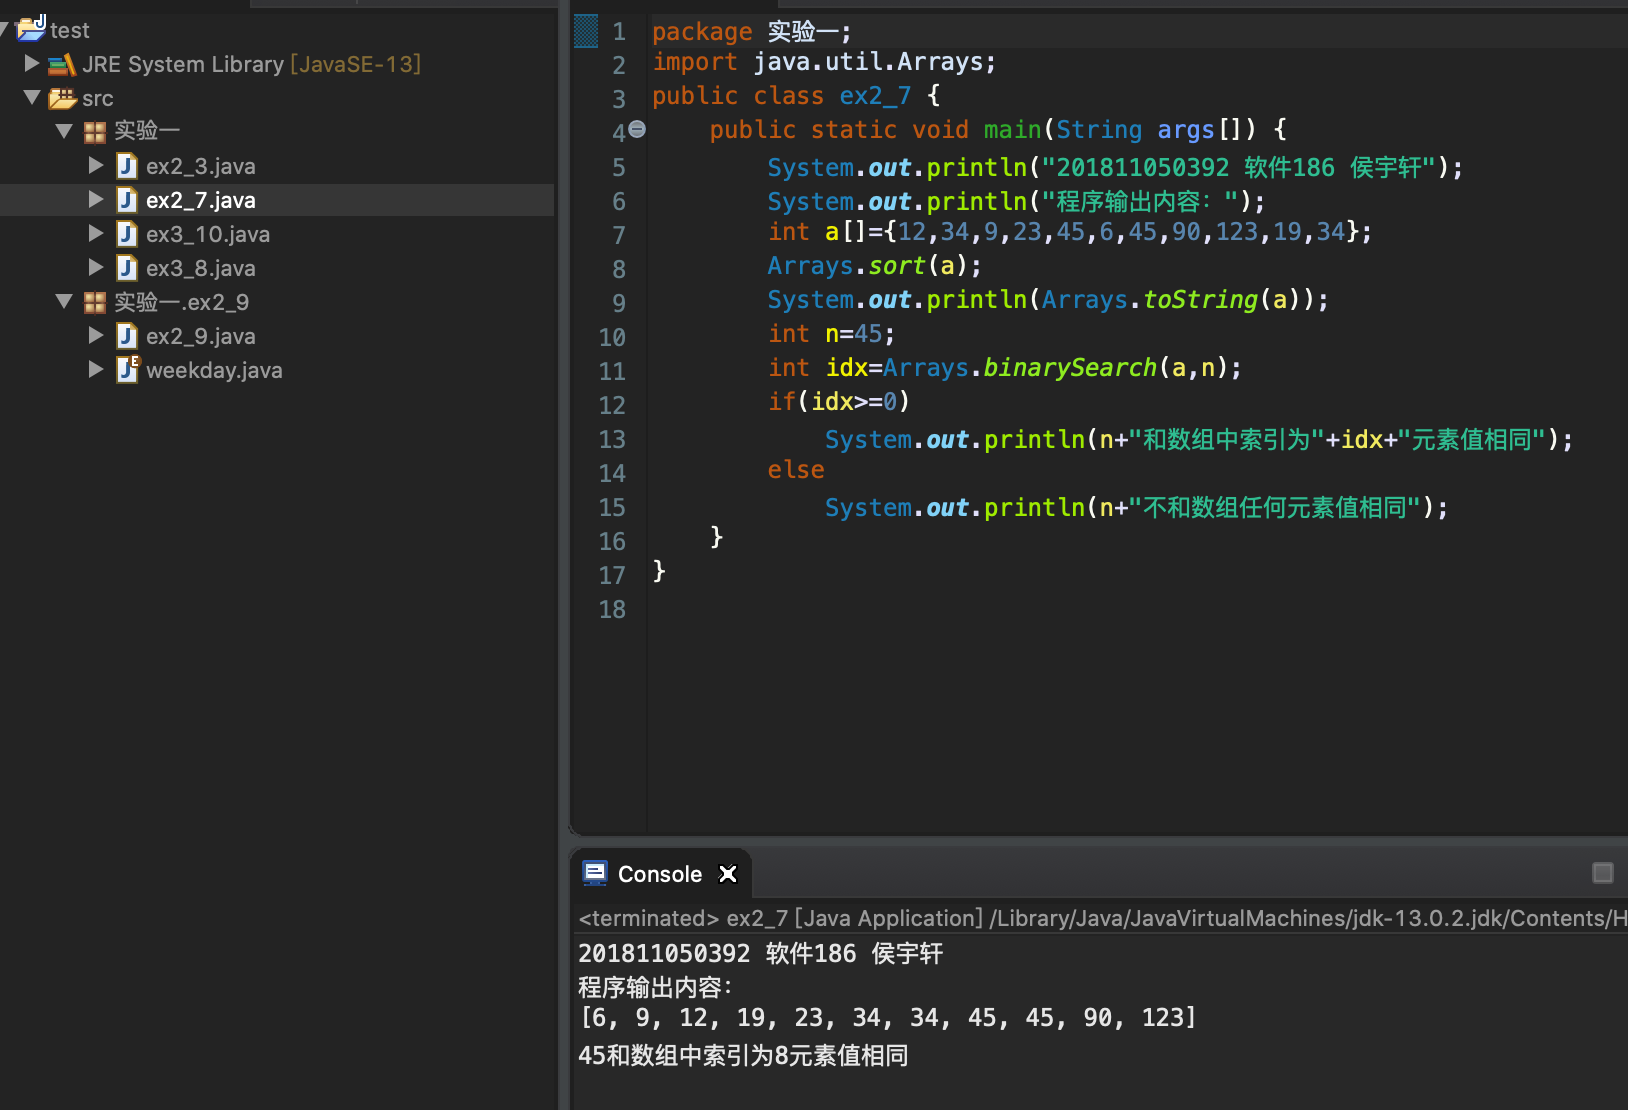 test
JRE System Library [JavaSE-13]
src
实验一
ex2_3.java
ex2_7.java
ex3_10.java
ex3_8.java
实验一.ex2_9
ex2_9.java
weekday.java
1 package 实验一;
2 import java.util.Arrays;
3 public class ex2_7 {
4 public static void main(String args[]) {
5 System.out.println("201811050392 软件186 侯宇轩");
6 System.out.println("程序输出内容：");
7 int a[]={12,34,9,23,45,6,45,90,123,19,34};
8 Arrays.sort(a);
9 System.out.println(Arrays.toString(a));
10 int n=45;
11 int idx=Arrays.binarySearch(a,n);
12 if(idx>=0)
13 System.out.println(n+"和数组中索引为"+idx+"元素值相同");
14 else
15 System.out.println(n+"不和数组任何元素值相同");
16 }
17 }
18
Console
<terminated> ex2_7 [Java Application] /Library/Java/JavaVirtualMachines/jdk-13.0.2.jdk/Contents/H
201811050392 软件186 侯宇轩
程序输出内容：
[6, 9, 12, 19, 23, 34, 34, 45, 45, 90, 123]
45和数组中索引为8元素值相同